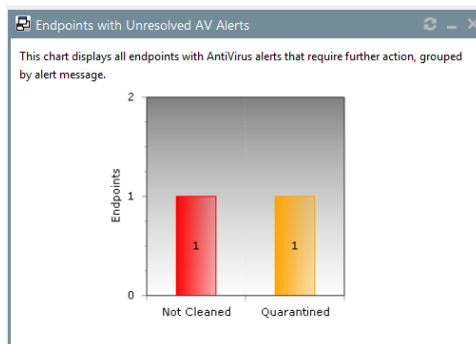 Endpoints with Unresolved AV Alerts
This chart displays all endpoints with AntiVirus alerts that require further action, grouped
by alert message.
2
1
0
Endpoints
1
1
Not Cleaned
Quarantined